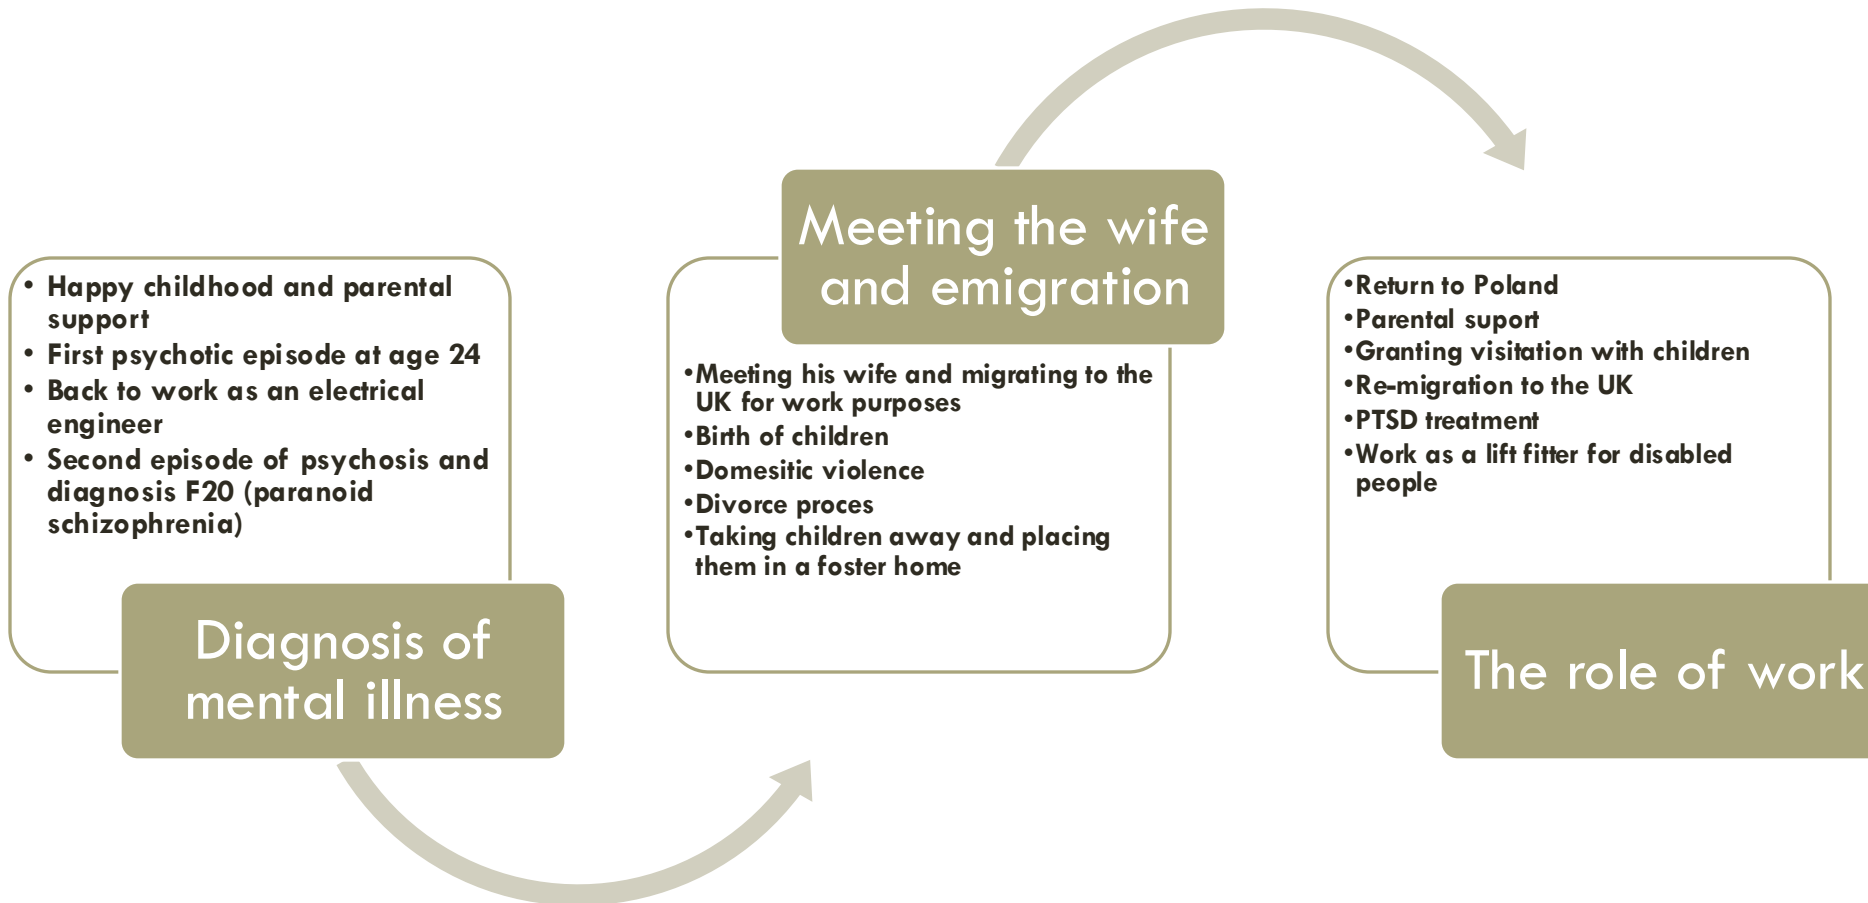 • Happy childhood and parental
support
• First psychotic episode at age 24
• Back to work as an electrical
engineer
• Second episode of psychosis and
diagnosis F20 (paranoid
schizophrenia)
Diagnosis of
mental illness
Meeting the wife
and emigration
•Meeting his wife and migrating to the
UK for work purposes
•Birth of children
•Domesitic violence
•Divorce proces
•Taking children away and placing
them in a foster home
•Return to Poland
•Parental suport
•Granting visitation with children
•Re-migration to the UK
•PTSD treatment
•Work as a lift fitter for disabled
people
The role of work